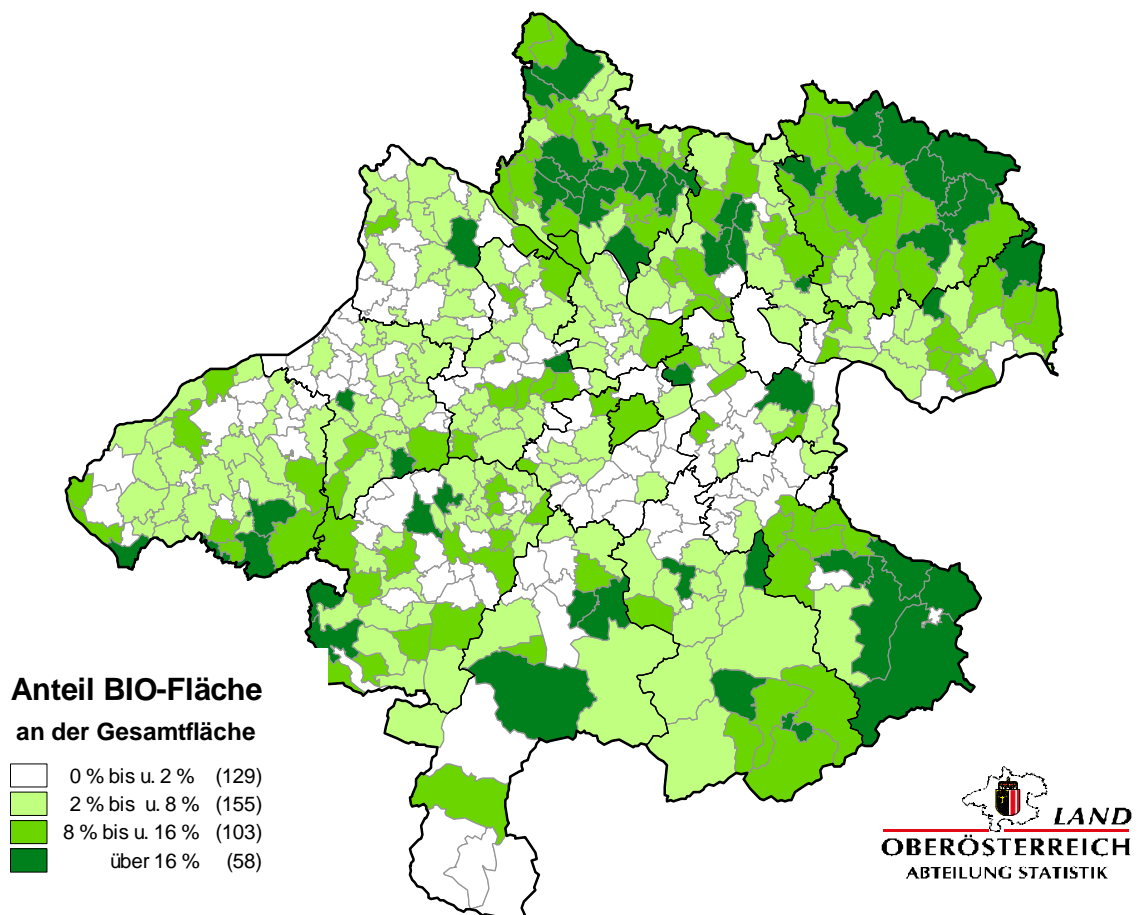 Anteil BIO-Fläche
an der Gesamtfläche
0 % bis u. 2 % (129)
2 % bis u. 8 % (155)
8 % bis u. 16 % (103)
über 16 % (58)
LAND
OBERÖSTERREICH
ABTEILUNG STATISTIK